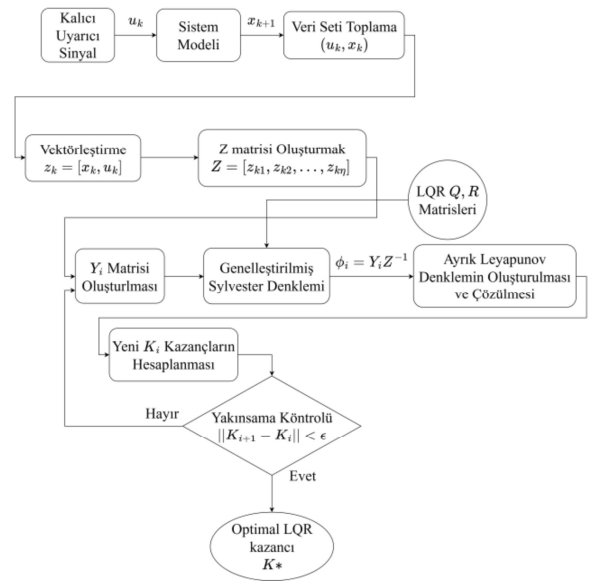 Kalıcı
Uyarıcı
Sinyal
u_k
Sistem
Modeli
x_{k+1}
Veri Seti Toplama
(u_k, x_k)
Vektörleştirme
z_k = [x_k, u_k]
Z matrisi Oluşturmak
Z = [z_{k1}, z_{k2}, . . . , z_{kη}]
LQR Q, R
Matrisleri
Y_i Matrisi
Oluşturlması
Genelleştirilmiş
Sylvester Denklemi
ϕ_i = Y_i Z^{-1}
Ayrık Leyapunov
Denklemin Oluşturulması
ve Çözülmesi
Yeni K_i Kazançların
Hesaplanması
Hayır
Yakınsama Köntrolü
||K_{i+1} − K_i|| < ϵ
Evet
Optimal LQR
kazancı
K*